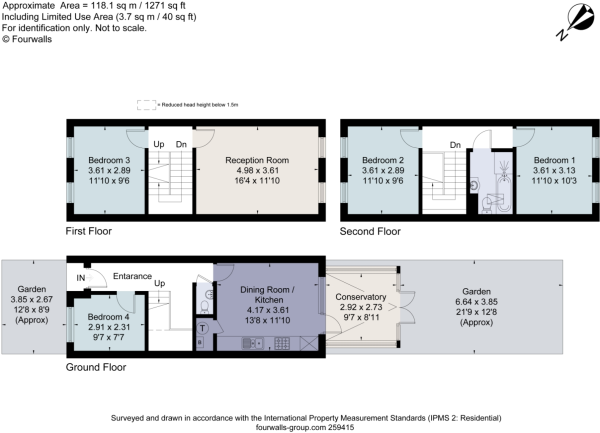 Approximate Area = 118.1 sq m / 1271 sq ft
Including Limited Use Area (3.7 sq m / 40 sq ft)
For identification only. Not to scale.
© Fourwalls
N
= Reduced head height below 1.5m
Bedroom 3
3.61 x 2.89
11'10 x 9'6
Up
Dn
Reception Room
4.98 x 3.61
16'4 x 11'10
First Floor
Bedroom 2
3.61 x 2.89
11'10 x 9'6
Dn
Bedroom 1
3.61 x 3.13
11'10 x 10'3
Second Floor
Garden
3.85 x 2.67
12'8 x 8'9
(Approx)
IN
Entarance
Up
Bedroom 4
2.91 x 2.31
9'7 x 7'7
T
Dining Room /
Kitchen
4.17 x 3.61
13'8 x 11'10
Conservatory
2.92 x 2.73
9'7 x 8'11
Garden
6.64 x 3.85
21'9 x 12'8
(Approx)
Ground Floor
Surveyed and drawn in accordance with the International Property Measurement Standards (IPMS 2: Residential)
fourwalls-group.com 259415